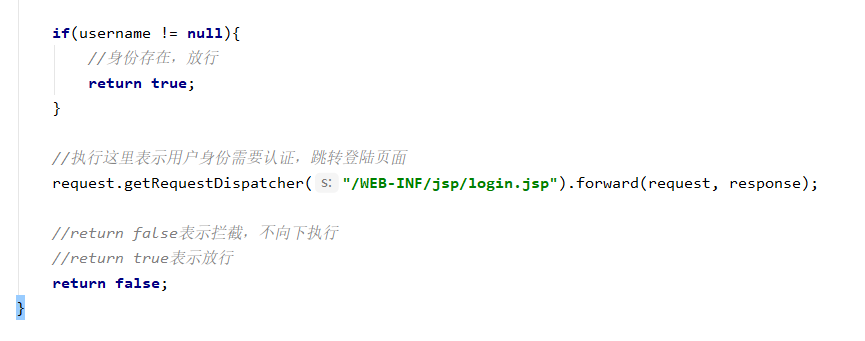 if(username != null){
//身份存在，放行
return true;
}
//执行这里表示用户身份需要认证，跳转登陆页面
request.getRequestDispatcher( s: "/WEB-INF/jsp/login.jsp").forward(request, response);
//return false表示拦截，不向下执行
//return true表示放行
return false;
}